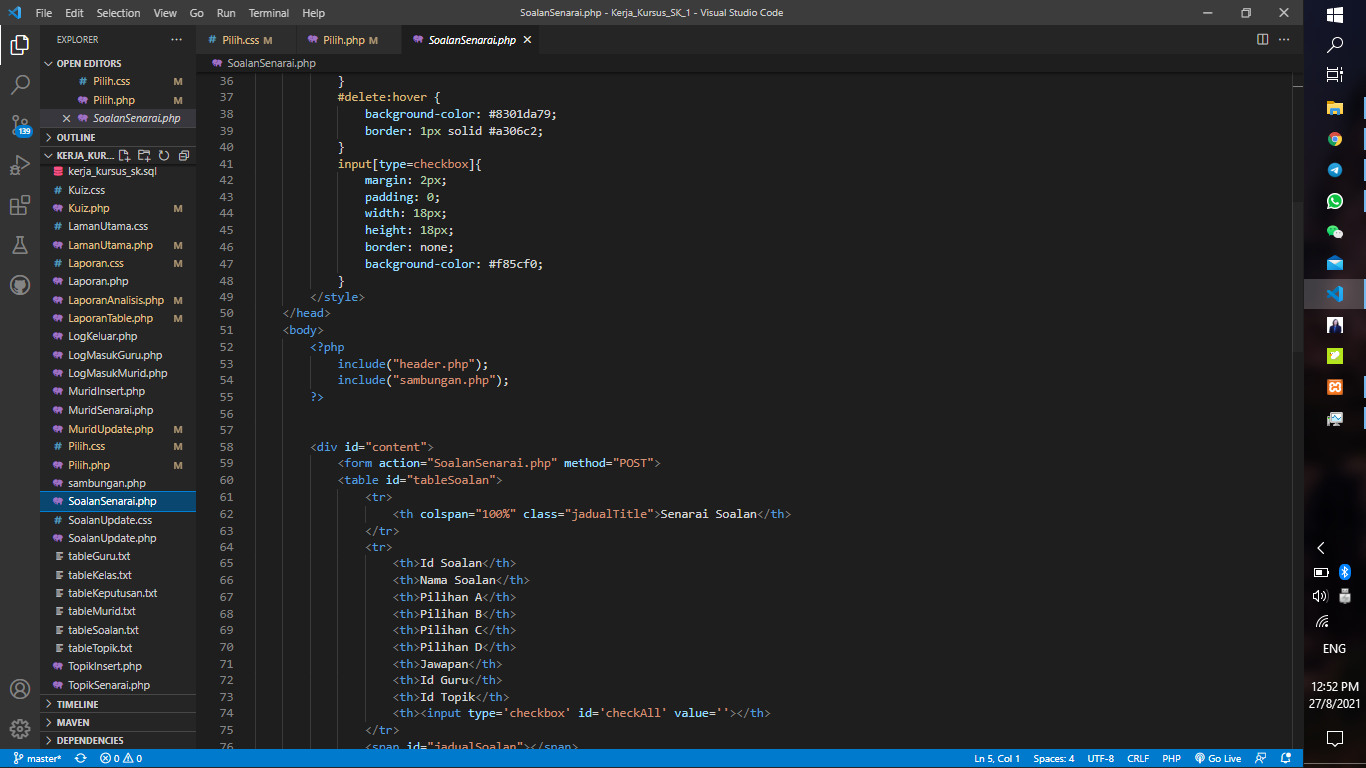 File Edit Selection View Go Run Terminal Help
SoalanSenarai.php - Kerja_Kursus_SK_1 - Visual Studio Code
EXPLORER
OPEN EDITORS
# Pilih.css M
Pilih.php M
SoalanSenarai.php
139
OUTLINE
KERJA_KUR...
kerja_kursus_sk.sql
# Kuiz.css
Kuiz.php M
# LamanUtama.css
LamanUtama.php M
# Laporan.css M
Laporan.php
LaporanAnalisis.php M
LaporanTable.php M
LogKeluar.php
LogMasukGuru.php
LogMasukMurid.php
MuridInsert.php
MuridSenarai.php
MuridUpdate.php M
# Pilih.css M
Pilih.php M
sambungan.php
SoalanSenarai.php
# SoalanUpdate.css
SoalanUpdate.php
tableGuru.txt
tableKelas.txt
tableKeputusan.txt
tableMurid.txt
tableSoalan.txt
tableTopik.txt
TopikInsert.php
TopikSenarai.php
TIMELINE
MAVEN
DEPENDENCIES
# Pilih.css M
Pilih.php M
SoalanSenarai.php
SoalanSenarai.php
36 }
37 #delete:hover {
38 background-color: #8301da79;
39 border: 1px solid #a306c2;
40 }
41 input[type=checkbox]{
42 margin: 2px;
43 padding: 0;
44 width: 18px;
45 height: 18px;
46 border: none;
47 background-color: #f85cf0;
48 }
49 </style>
50 </head>
51 <body>
52 <?php
53 include("header.php");
54 include("sambungan.php");
55 ?>
56
57
58 <div id="content">
59 <form action="SoalanSenarai.php" method="POST">
60 <table id="tableSoalan">
61 <tr>
62 <th colspan="100%" class="jadualTitle">Senarai Soalan</th>
63 </tr>
64 <tr>
65 <th>Id Soalan</th>
66 <th>Nama Soalan</th>
67 <th>Pilihan A</th>
68 <th>Pilihan B</th>
69 <th>Pilihan C</th>
70 <th>Pilihan D</th>
71 <th>Jawapan</th>
72 <th>Id Guru</th>
73 <th>Id Topik</th>
74 <th><input type='checkbox' id='checkAll' value=''></th>
75 </tr>
76 <span id="jadualSoalan"></span>
master* 0 0
Ln 5, Col 1 Spaces: 4 UTF-8 CRLF PHP Go Live
ENG
12:52 PM
27/8/2021